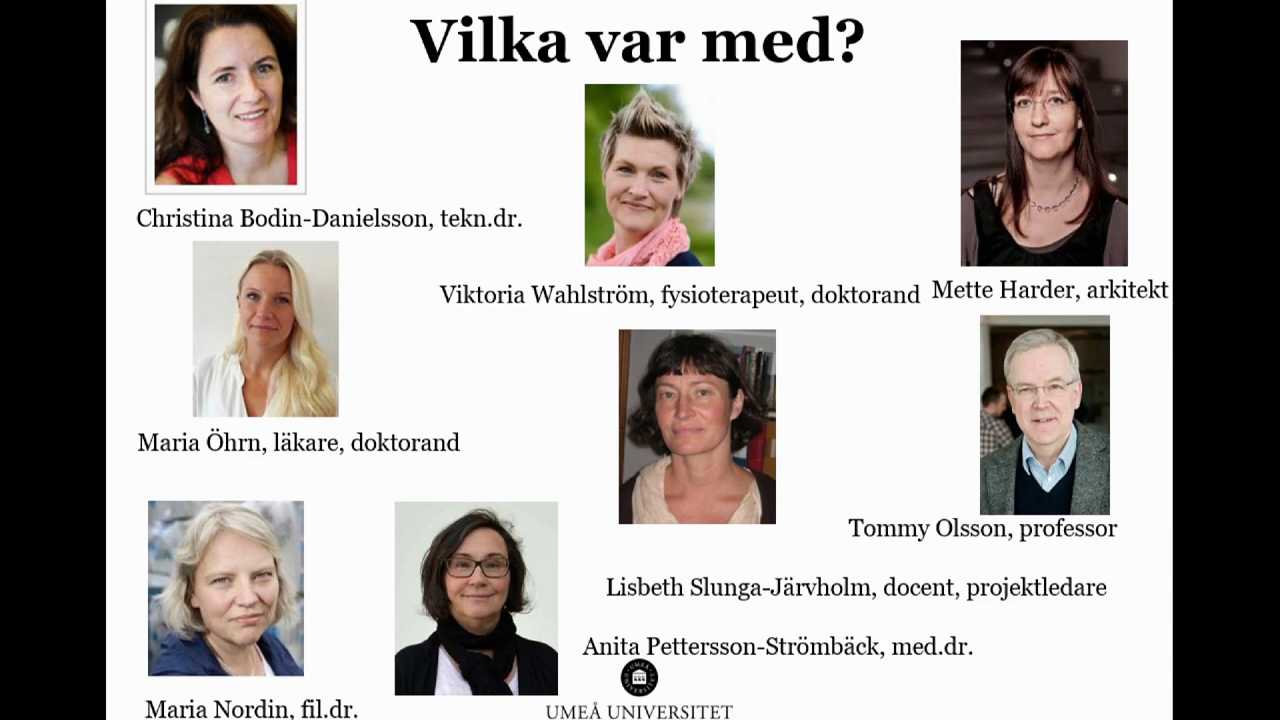 Vilka var med?
Christina Bodin-Danielsson, tekn.dr.
Viktoria Wahlström, fysioterapeut, doktorand
Mette Harder, arkitekt
Maria Öhrn, läkare, doktorand
Tommy Olsson, professor
Lisbeth Slunga-Järvholm, docent, projektledare
Anita Pettersson-Strömbäck, med.dr.
Maria Nordin, fil.dr.
UMEÅ UNIVERSITET